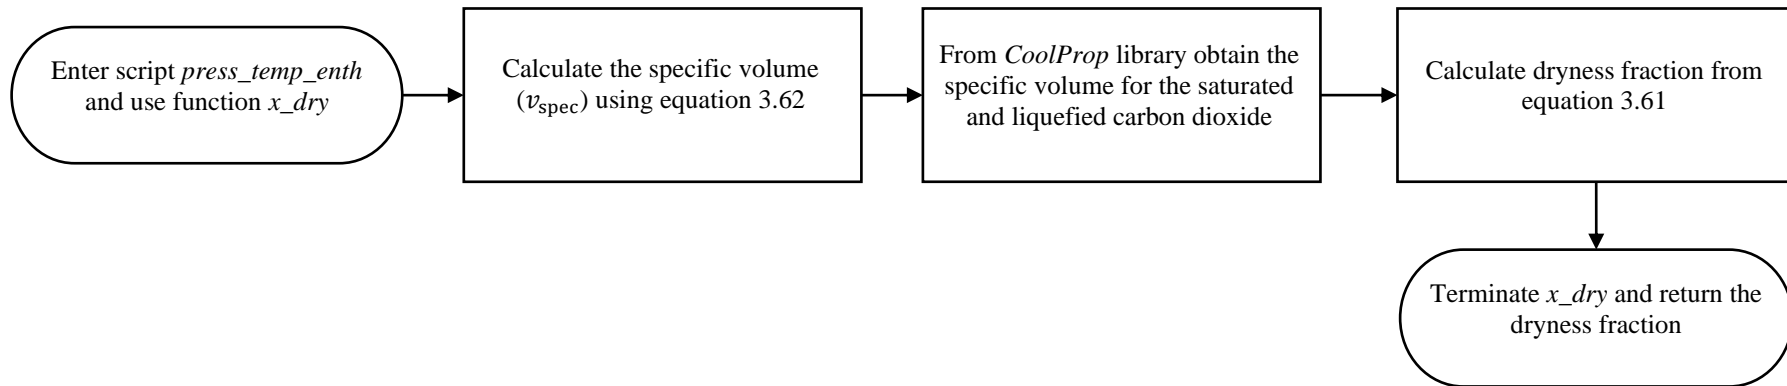 Enter script press_temp_enth
and use function x_dry
Calculate the specific volume
(𝑣spec) using equation 3.62
From CoolProp library obtain the
specific volume for the saturated
and liquefied carbon dioxide
Calculate dryness fraction from
equation 3.61
Terminate x_dry and return the
dryness fraction